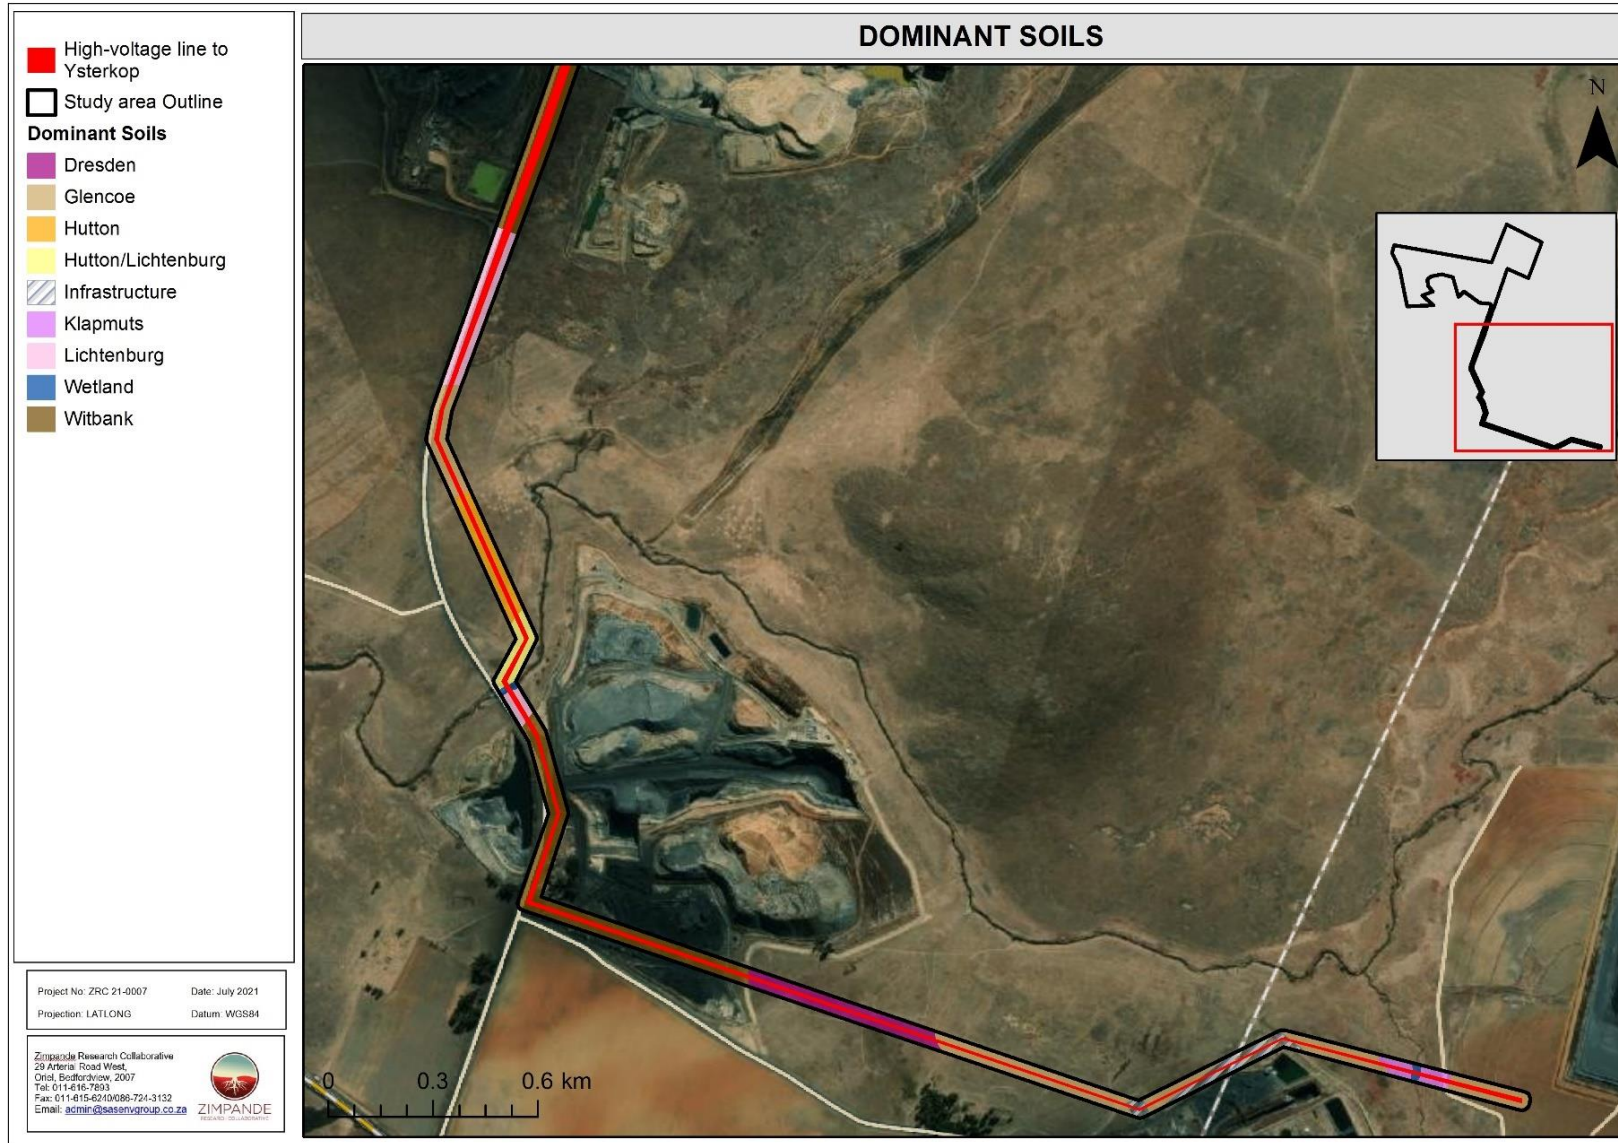 DOMINANT SOILS
High-voltage line to
Ysterkop
Study area Outline
Dominant Soils
Dresden
Glencoe
Hutton
Hutton/Lichtenburg
Infrastructure
Klapmuts
Lichtenburg
Wetland
Witbank
N
Project No: ZRC 21-0007 Date: July 2021
Projection: LATLONG Datum: WGS84
Zimpande Research Collaborative
29 Arterial Road West,
Oriel, Bedfordview, 2007
Tel: 011-616-7893
Fax: 011-615-6240/086-724-3132
Email: admin@sasenvgroup.co.za
ZIMPANDE
RESEARCH COLLABORATIVE
0 0.3 0.6 km